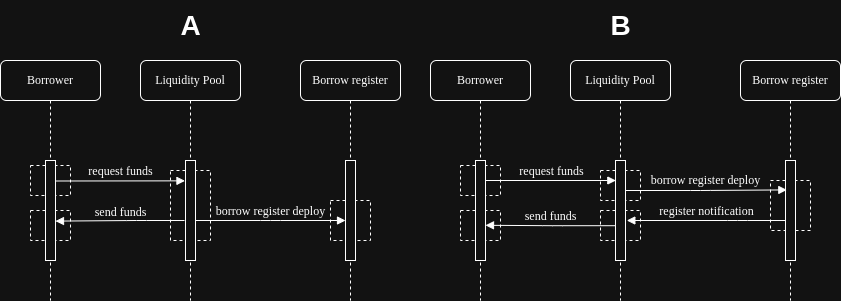 A
Borrower
Liquidity Pool
Borrow register
request funds
send funds
borrow register deploy
B
Borrower
Liquidity Pool
Borrow register
request funds
borrow register deploy
register notification
send funds